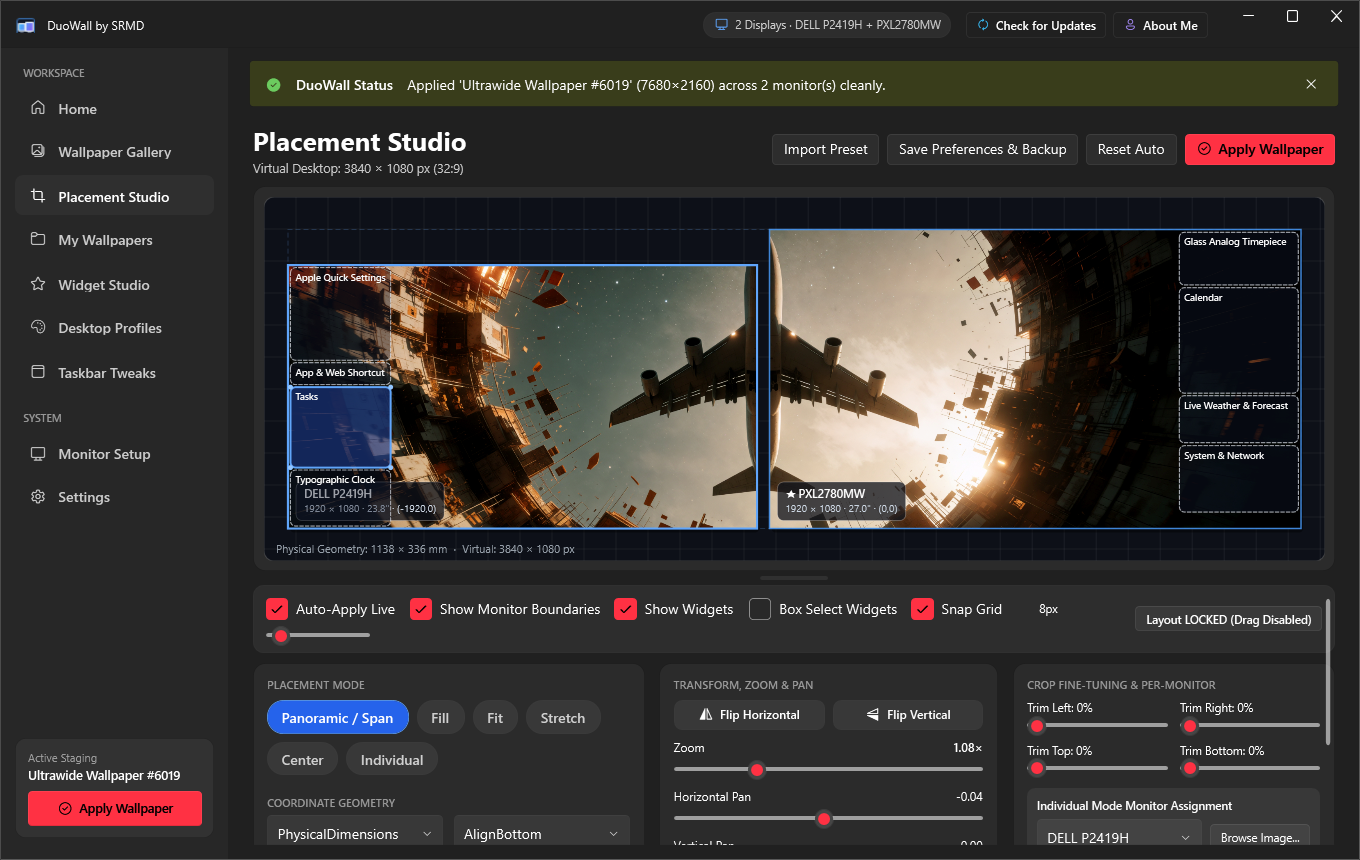 DuoWall by SRMD
2 Displays · DELL P2419H + PXL2780MW
Check for Updates
About Me
WORKSPACE
Home
Wallpaper Gallery
Placement Studio
My Wallpapers
Widget Studio
Desktop Profiles
Taskbar Tweaks
SYSTEM
Monitor Setup
Settings
Active Staging
Ultrawide Wallpaper #6019
Apply Wallpaper
DuoWall Status Applied 'Ultrawide Wallpaper #6019' (7680×2160) across 2 monitor(s) cleanly.
Placement Studio
Virtual Desktop: 3840 × 1080 px (32:9)
Import Preset
Save Preferences & Backup
Reset Auto
Apply Wallpaper
Apple Quick Settings
App & Web Shortcut
Tasks
Typographic Clock
DELL P2419H
1920 × 1080 · 23.8" · (-1920,0)
★ PXL2780MW
1920 × 1080 · 27.0" · (0,0)
Glass Analog Timepiece
Calendar
Live Weather & Forecast
System & Network
Physical Geometry: 1138 × 336 mm · Virtual: 3840 × 1080 px
Auto-Apply Live
Show Monitor Boundaries
Show Widgets
Box Select Widgets
Snap Grid
8px
Layout LOCKED (Drag Disabled)
PLACEMENT MODE
Panoramic / Span
Fill
Fit
Stretch
Center
Individual
COORDINATE GEOMETRY
PhysicalDimensions
AlignBottom
TRANSFORM, ZOOM & PAN
Flip Horizontal
Flip Vertical
Zoom 1.08×
Horizontal Pan -0.04
Vertical Pan 0.00
CROP FINE-TUNING & PER-MONITOR
Trim Left: 0%
Trim Right: 0%
Trim Top: 0%
Trim Bottom: 0%
Individual Mode Monitor Assignment
DELL P2419H
Browse Image...